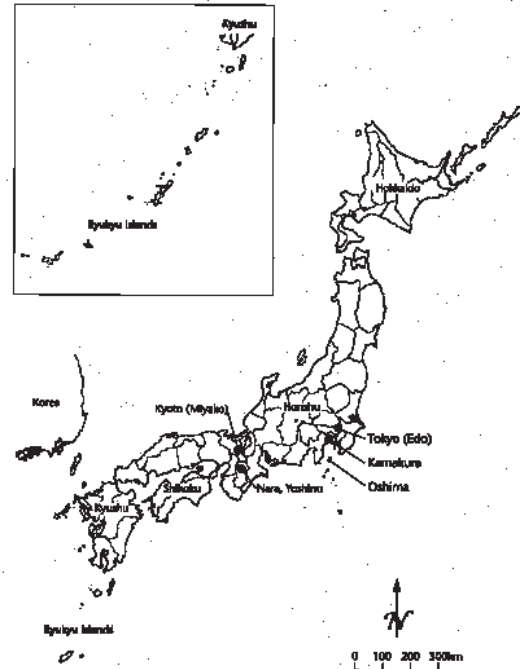 Kyushu
Ryukyu Islands
Hokkaido
Korea
Kyoto (Miyako)
Honshu
Tokyo (Edo)
Kamakura
Oshima
Shikoku
Nara, Yoshino
Kyushu
Ryukyu Islands
N
0 100 200 300km